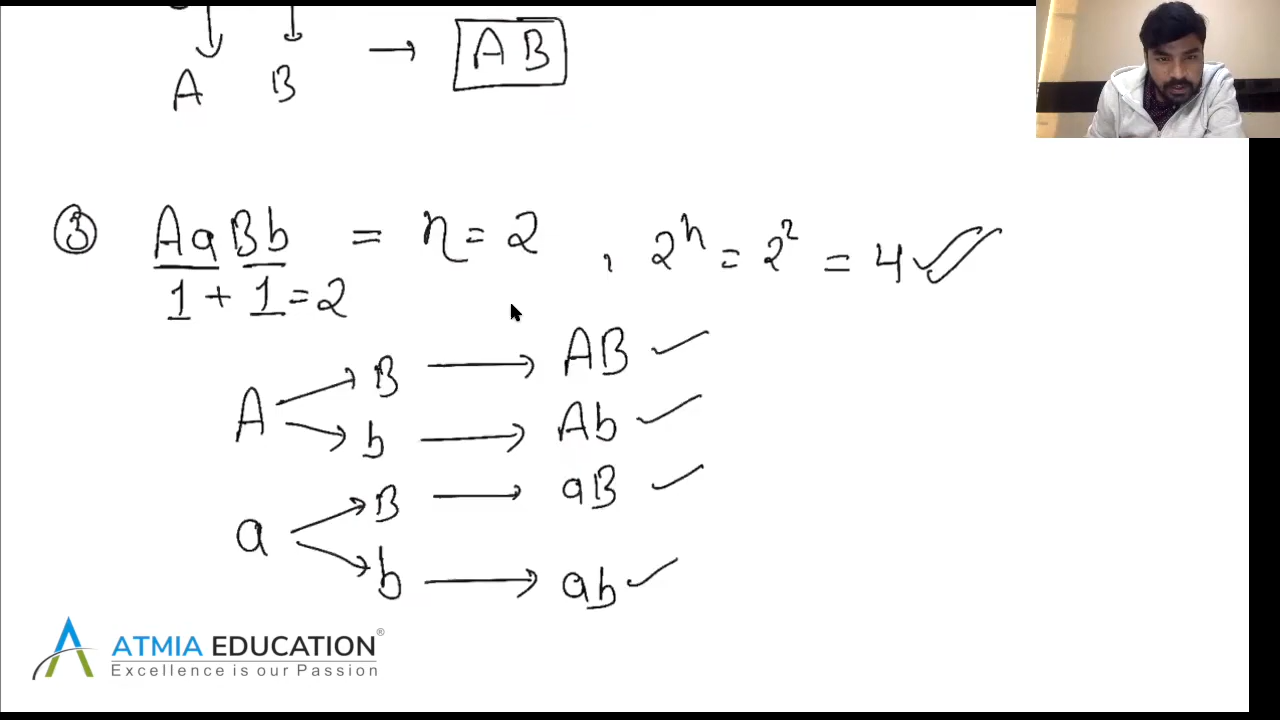 A B → AB
③ AaBb = n = 2 , 2ⁿ = 2² = 4 ✓✓
1 + 1 = 2
A → B → AB ✓
→ b → Ab ✓
a → B → aB ✓
→ b → ab ✓
ATMIA EDUCATION®
Excellence is our Passion